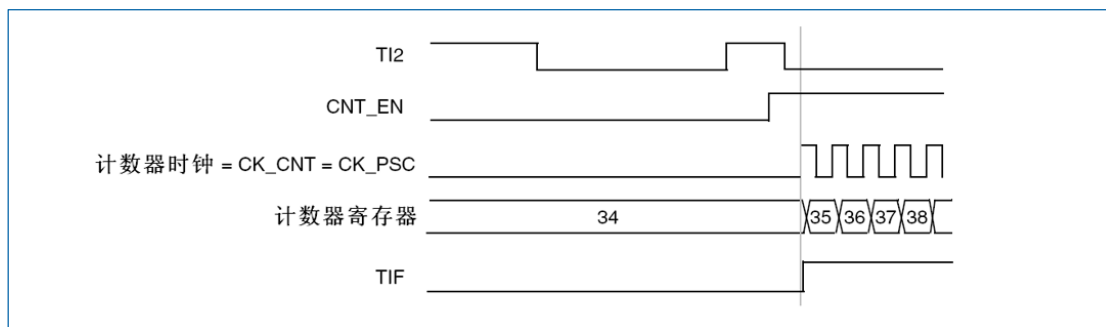 TI2
CNT_EN
计数器时钟 = CK_CNT = CK_PSC
计数器寄存器 34 35 36 37 38
TIF